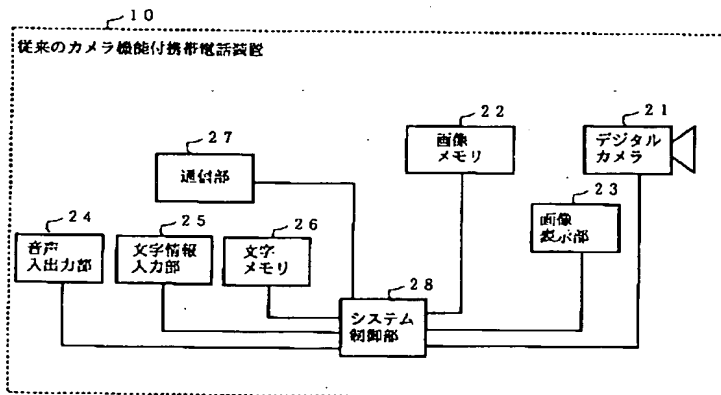 10
従来のカメラ機能付携帯電話装置
22
画像
メモリ
21
デジタル
カメラ
27
通信部
23
画像
表示部
24
音声
入出力部
25
文字情報
入力部
26
文字
メモリ
28
システム
制御部